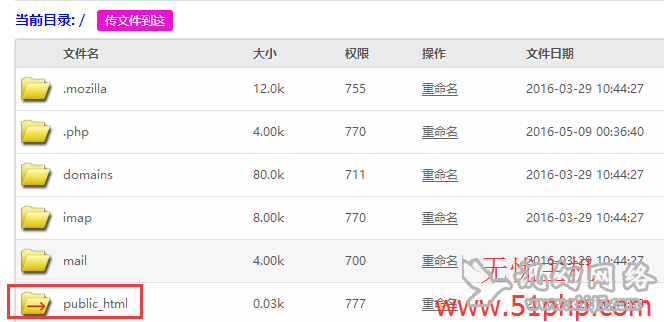 当前目录: / 传文件到这
文件名 大小 权限 操作 文件日期
.mozilla 12.0k 755 重命名 2016-03-29 10:44:27
.php 4.00k 770 重命名 2016-05-09 00:36:40
domains 80.0k 711 重命名 2016-03-29 10:44:27
imap 8.00k 770 重命名 2016-03-29 10:44:27
mail 4.00k 700 重命名 2016-03-29 10:44:27
无忧主机
public_html 0.03k 777 重命名
www.51php.com